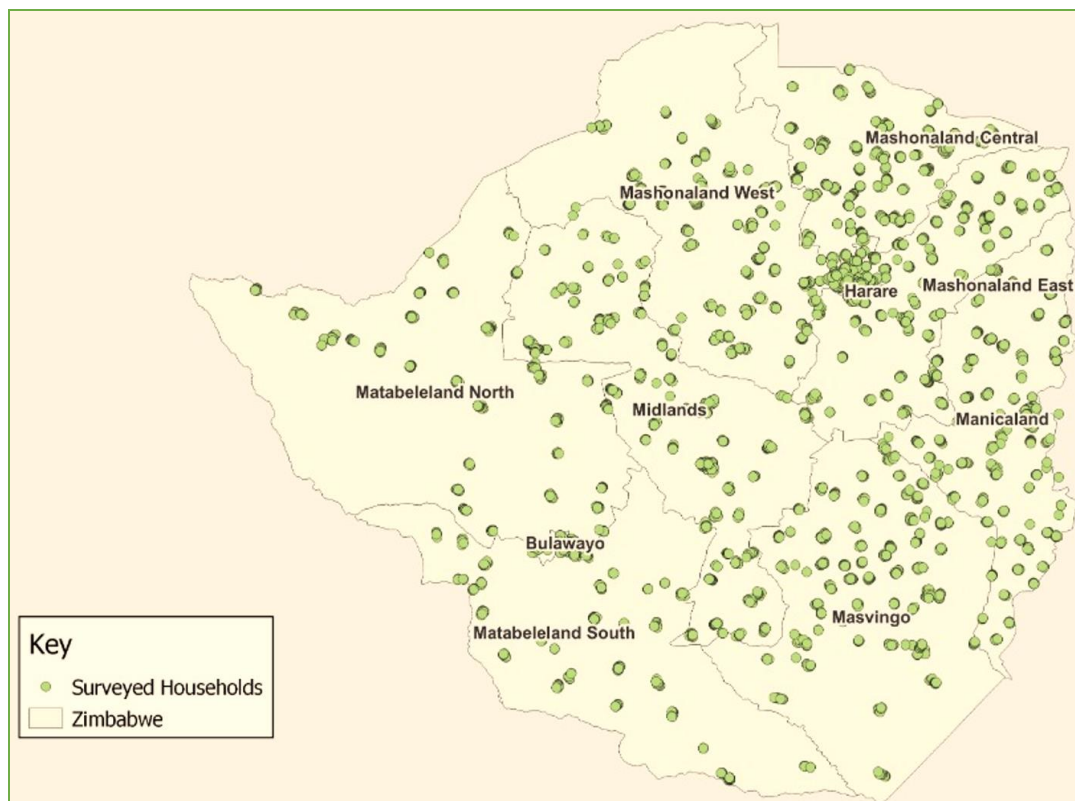 Mashonaland Central
Mashonaland West
Harare
Mashonaland East
Matabeleland North
Midlands
Manicaland
Bulawayo
Masvingo
Matabeleland South
Key
Surveyed Households
Zimbabwe